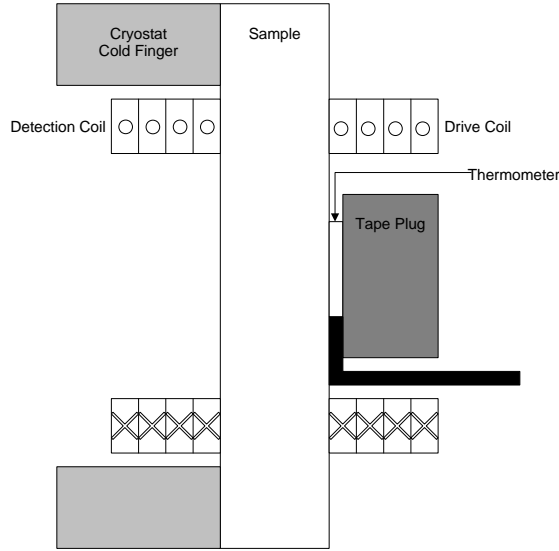 Cryostat
Cold Finger
Sample
Detection Coil
Drive Coil
Thermometer
Tape Plug